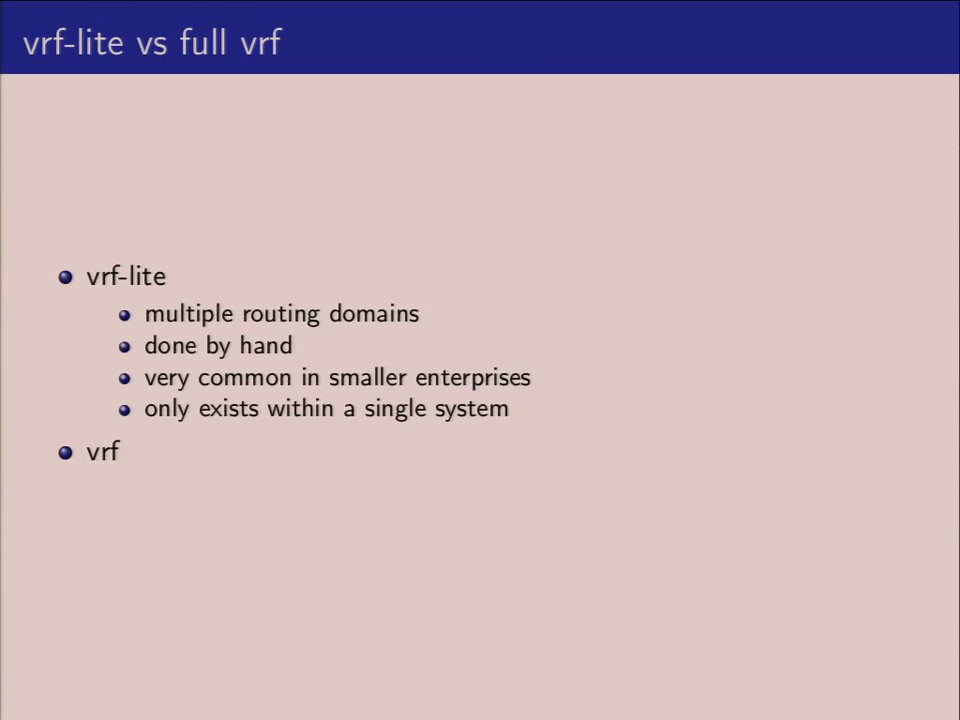 vrf-lite vs full vrf
vrf-lite
multiple routing domains
done by hand
very common in smaller enterprises
only exists within a single system
vrf